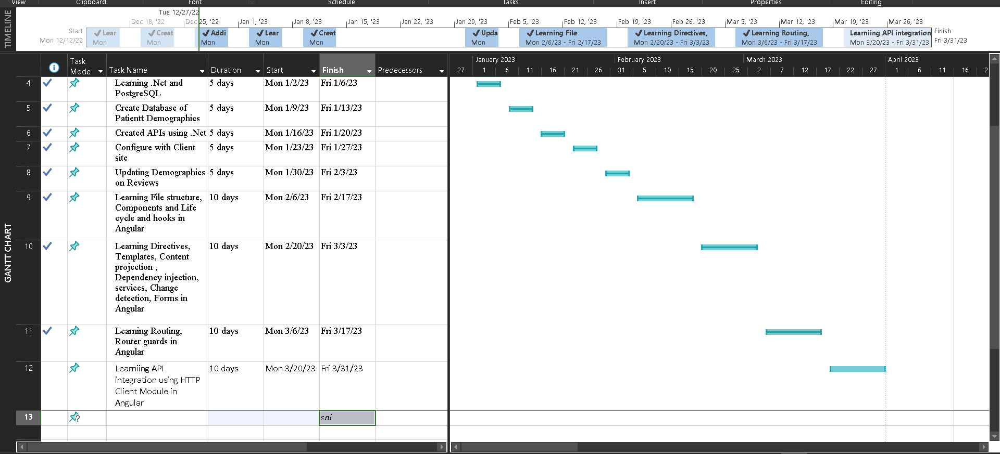 View Clipboard Font Schedule Tasks Insert Properties Editing
TIMELINE
Tue 12/27/22
Dec 18, '22 Dec 25, '22 Jan 1, '23 Jan 8, '23 Jan 15, '23 Jan 22, '23 Jan 29, '23 Feb 5, '23 Feb 12, '23 Feb 19, '23 Feb 26, '23 Mar 5, '23 Mar 12, '23 Mar 19, '23 Mar 26, '23
Start
Mon 12/12/22
Lear
Mon
Creat
Mon
Addi
Mon
Lear
Mon
Creat
Mon
Upda
Mon
Learning File
Mon 2/6/23 - Fri 2/17/23
Learning Directives,
Mon 2/20/23 - Fri 3/3/23
Learning Routing,
Mon 3/6/23 - Fri 3/17/23
Learniing API integration
Mon 3/20/23 - Fri 3/31/23
Finish
Fri 3/31/23
GANTT CHART
Task
Mode
Task Name
Duration
Start
Finish
Predecessors
January 2023 February 2023 March 2023 April 2023
27 1 6 11 16 21 26 31 5 10 15 20 25 2 7 12 17 22 27 1 6 11 16 2
4 Learning .Net and 5 days Mon 1/2/23 Fri 1/6/23
PostgreSQL
5 Create Database of 5 days Mon 1/9/23 Fri 1/13/23
Patientt Demographics
6 Created APIs using .Net 5 days Mon 1/16/23 Fri 1/20/23
7 Configure with Client 5 days Mon 1/23/23 Fri 1/27/23
site
8 Updating Demographics 5 days Mon 1/30/23 Fri 2/3/23
on Reviews
9 Learning File structure, 10 days Mon 2/6/23 Fri 2/17/23
Components and Life
cycle and hooks in
Angular
10 Learning Directives, 10 days Mon 2/20/23 Fri 3/3/23
Templates, Content
projection ,
Dependency injection,
services, Change
detection, Forms in
Angular
11 Learning Routing, 10 days Mon 3/6/23 Fri 3/17/23
Router guards in
Angular
12 Learniing API 10 days Mon 3/20/23 Fri 3/31/23
integration using HTTP
Client Module in
Angular
13 sni